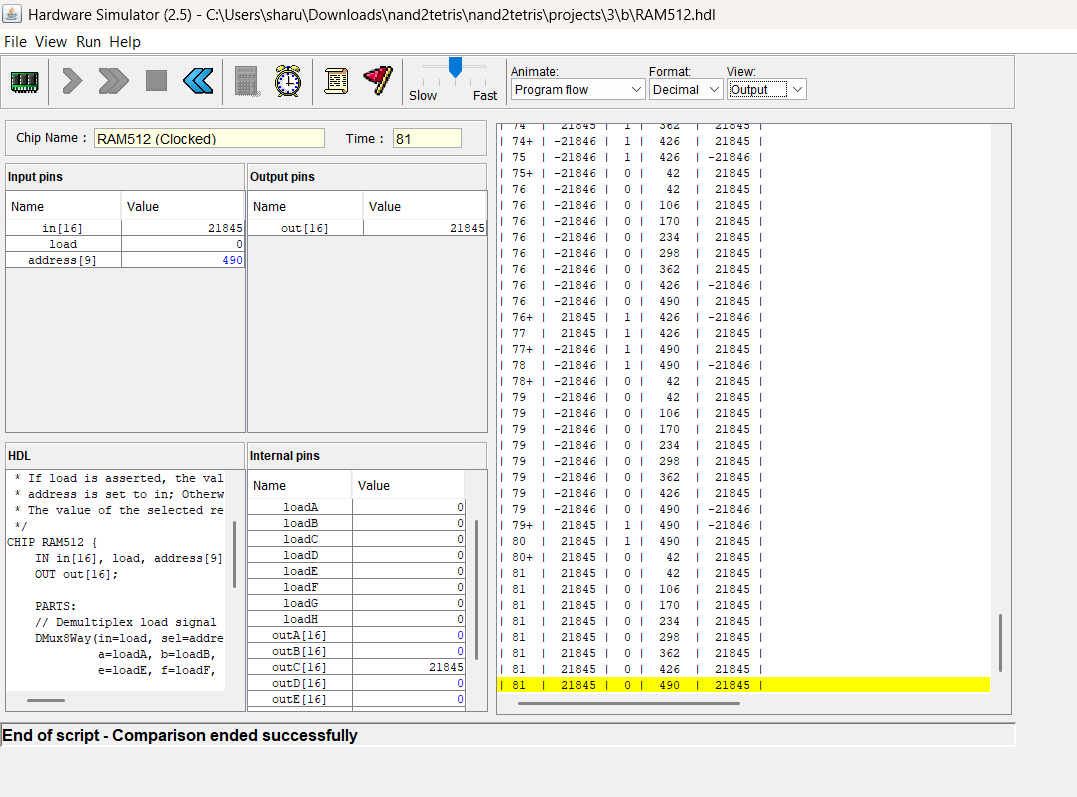 Hardware Simulator (2.5) - C:\Users\sharu\Downloads\nand2tetris\nand2tetris\projects\3\b\RAM512.hdl
File View Run Help
Slow Fast
Animate: Format: View:
Program flow Decimal Output
Chip Name : RAM512 (Clocked) Time : 81
Input pins
Name Value
in[16] 21845
load 0
address[9] 490
Output pins
Name Value
out[16] 21845
HDL
* If load is asserted, the val
* address is set to in; Otherw
* The value of the selected re
*/
CHIP RAM512 {
IN in[16], load, address[9]
OUT out[16];
PARTS:
// Demultiplex load signal
DMux8Way(in=load, sel=addre
a=loadA, b=loadB,
e=loadE, f=loadF,
Internal pins
Name Value
loadA 0
loadB 0
loadC 0
loadD 0
loadE 0
loadF 0
loadG 0
loadH 0
outA[16] 0
outB[16] 0
outC[16] 21845
outD[16] 0
outE[16] 0
| 74 | 21845 | 1 | 362 | 21845 |
| 74+ | -21846 | 1 | 426 | 21845 |
| 75 | -21846 | 1 | 426 | -21846 |
| 75+ | -21846 | 0 | 42 | 21845 |
| 76 | -21846 | 0 | 42 | 21845 |
| 76 | -21846 | 0 | 106 | 21845 |
| 76 | -21846 | 0 | 170 | 21845 |
| 76 | -21846 | 0 | 234 | 21845 |
| 76 | -21846 | 0 | 298 | 21845 |
| 76 | -21846 | 0 | 362 | 21845 |
| 76 | -21846 | 0 | 426 | -21846 |
| 76 | -21846 | 0 | 490 | 21845 |
| 76+ | 21845 | 1 | 426 | -21846 |
| 77 | 21845 | 1 | 426 | 21845 |
| 77+ | -21846 | 1 | 490 | 21845 |
| 78 | -21846 | 1 | 490 | -21846 |
| 78+ | -21846 | 0 | 42 | 21845 |
| 79 | -21846 | 0 | 42 | 21845 |
| 79 | -21846 | 0 | 106 | 21845 |
| 79 | -21846 | 0 | 170 | 21845 |
| 79 | -21846 | 0 | 234 | 21845 |
| 79 | -21846 | 0 | 298 | 21845 |
| 79 | -21846 | 0 | 362 | 21845 |
| 79 | -21846 | 0 | 426 | 21845 |
| 79 | -21846 | 0 | 490 | -21846 |
| 79+ | 21845 | 1 | 490 | -21846 |
| 80 | 21845 | 1 | 490 | 21845 |
| 80+ | 21845 | 0 | 42 | 21845 |
| 81 | 21845 | 0 | 42 | 21845 |
| 81 | 21845 | 0 | 106 | 21845 |
| 81 | 21845 | 0 | 170 | 21845 |
| 81 | 21845 | 0 | 234 | 21845 |
| 81 | 21845 | 0 | 298 | 21845 |
| 81 | 21845 | 0 | 362 | 21845 |
| 81 | 21845 | 0 | 426 | 21845 |
| 81 | 21845 | 0 | 490 | 21845 |
End of script - Comparison ended successfully